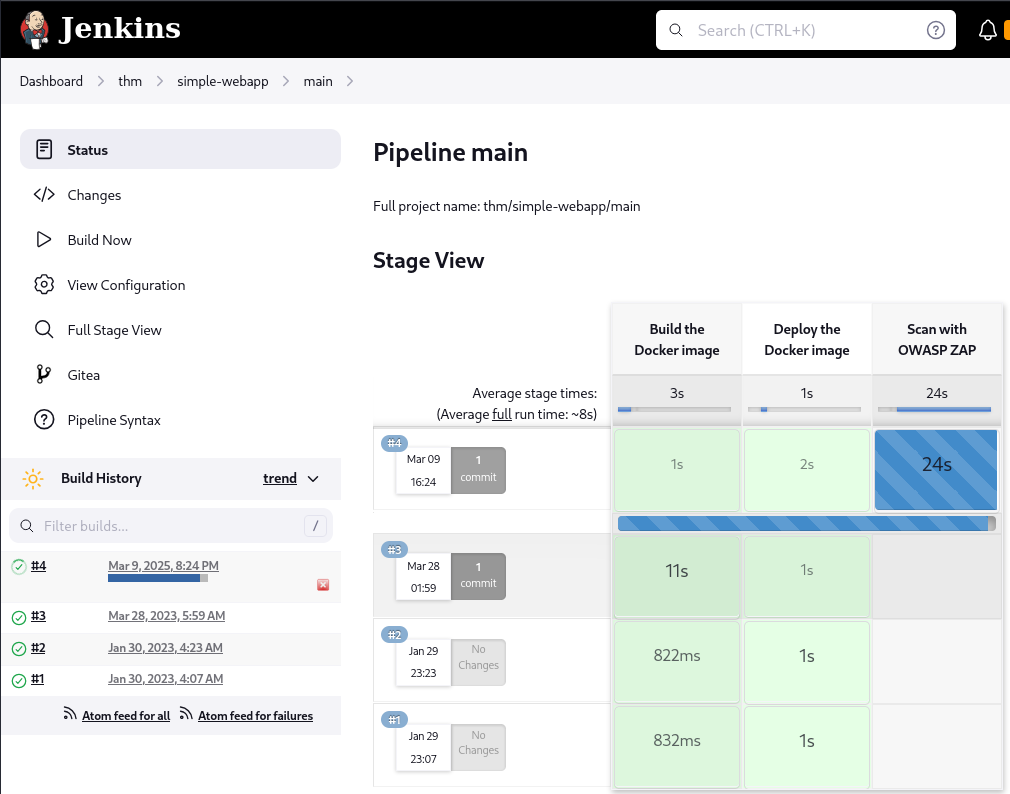 Jenkins
Search (CTRL+K)
?
Dashboard
thm
simple-webapp
main
Status
Changes
Build Now
View Configuration
Full Stage View
Gitea
Pipeline Syntax
Build History
trend
Filter builds...
/
#4
Mar 9, 2025, 8:24 PM
#3
Mar 28, 2023, 5:59 AM
#2
Jan 30, 2023, 4:23 AM
#1
Jan 30, 2023, 4:07 AM
Atom feed for all
Atom feed for failures
Pipeline main
Full project name: thm/simple-webapp/main
Stage View
Build the
Docker image
Deploy the
Docker image
Scan with
OWASP ZAP
Average stage times:
(Average full run time: ~8s)
3s
1s
24s
#4
Mar 09
16:24
1
commit
1s
2s
24s
#3
Mar 28
01:59
1
commit
11s
1s
#2
Jan 29
23:23
No
Changes
822ms
1s
#1
Jan 29
23:07
No
Changes
832ms
1s